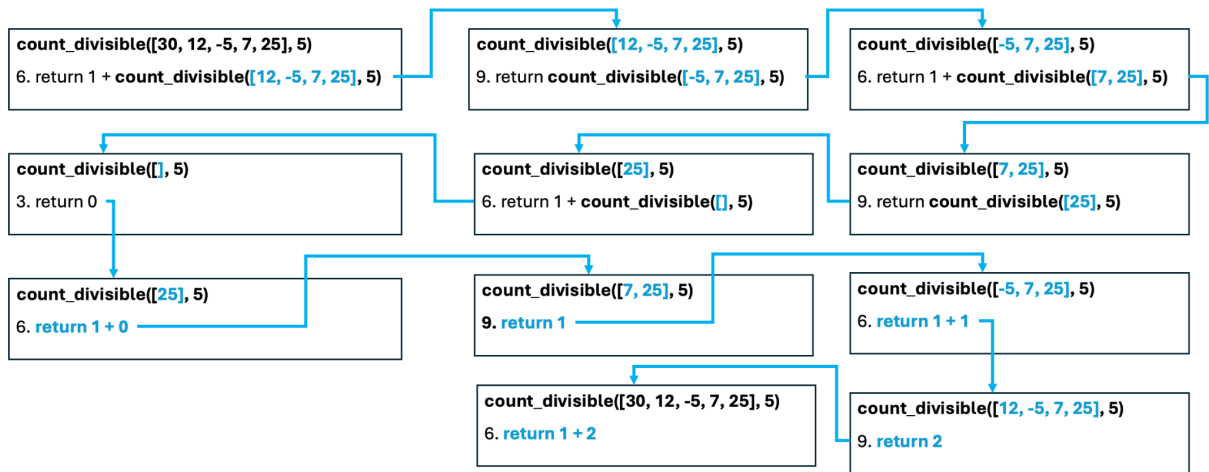 count_divisible([30, 12, -5, 7, 25], 5)
6. return 1 + count_divisible([12, -5, 7, 25], 5)
count_divisible([12, -5, 7, 25], 5)
9. return count_divisible([-5, 7, 25], 5)
count_divisible([-5, 7, 25], 5)
6. return 1 + count_divisible([7, 25], 5)
count_divisible([7, 25], 5)
9. return count_divisible([25], 5)
count_divisible([25], 5)
6. return 1 + count_divisible([], 5)
count_divisible([], 5)
3. return 0
count_divisible([25], 5)
6. return 1 + 0
count_divisible([7, 25], 5)
9. return 1
count_divisible([-5, 7, 25], 5)
6. return 1 + 1
count_divisible([12, -5, 7, 25], 5)
9. return 2
count_divisible([30, 12, -5, 7, 25], 5)
6. return 1 + 2